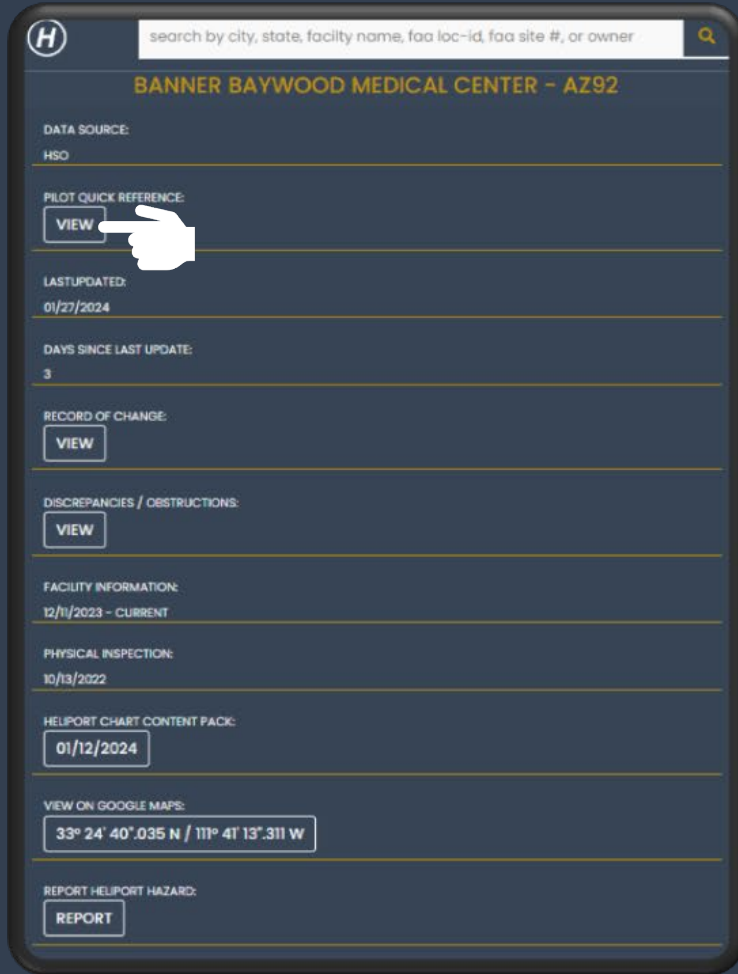 H
search by city, state, facilty name, faa loc-id, faa site #, or owner
BANNER BAYWOOD MEDICAL CENTER - AZ92
DATA SOURCE:
HSO
PILOT QUICK REFERENCE:
VIEW
LASTUPDATED:
01/27/2024
DAYS SINCE LAST UPDATE:
3
RECORD OF CHANGE:
VIEW
DISCREPANCIES / OBSTRUCTIONS:
VIEW
FACILITY INFORMATION:
12/11/2023 - CURRENT
PHYSICAL INSPECTION:
10/13/2022
HELIPORT CHART CONTENT PACK:
01/12/2024
VIEW ON GOOGLE MAPS:
33º 24' 40".035 N / 111º 41' 13".311 W
REPORT HELIPORT HAZARD:
REPORT